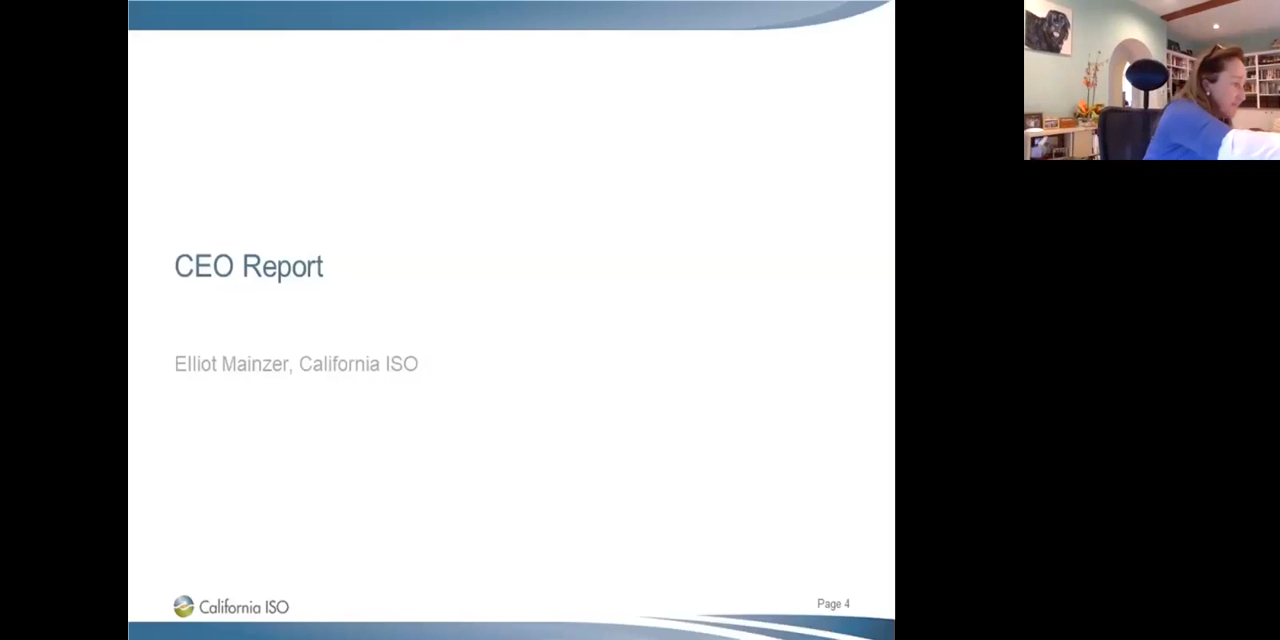 CEO Report
Elliot Mainzer, California ISO
California ISO
Page 4